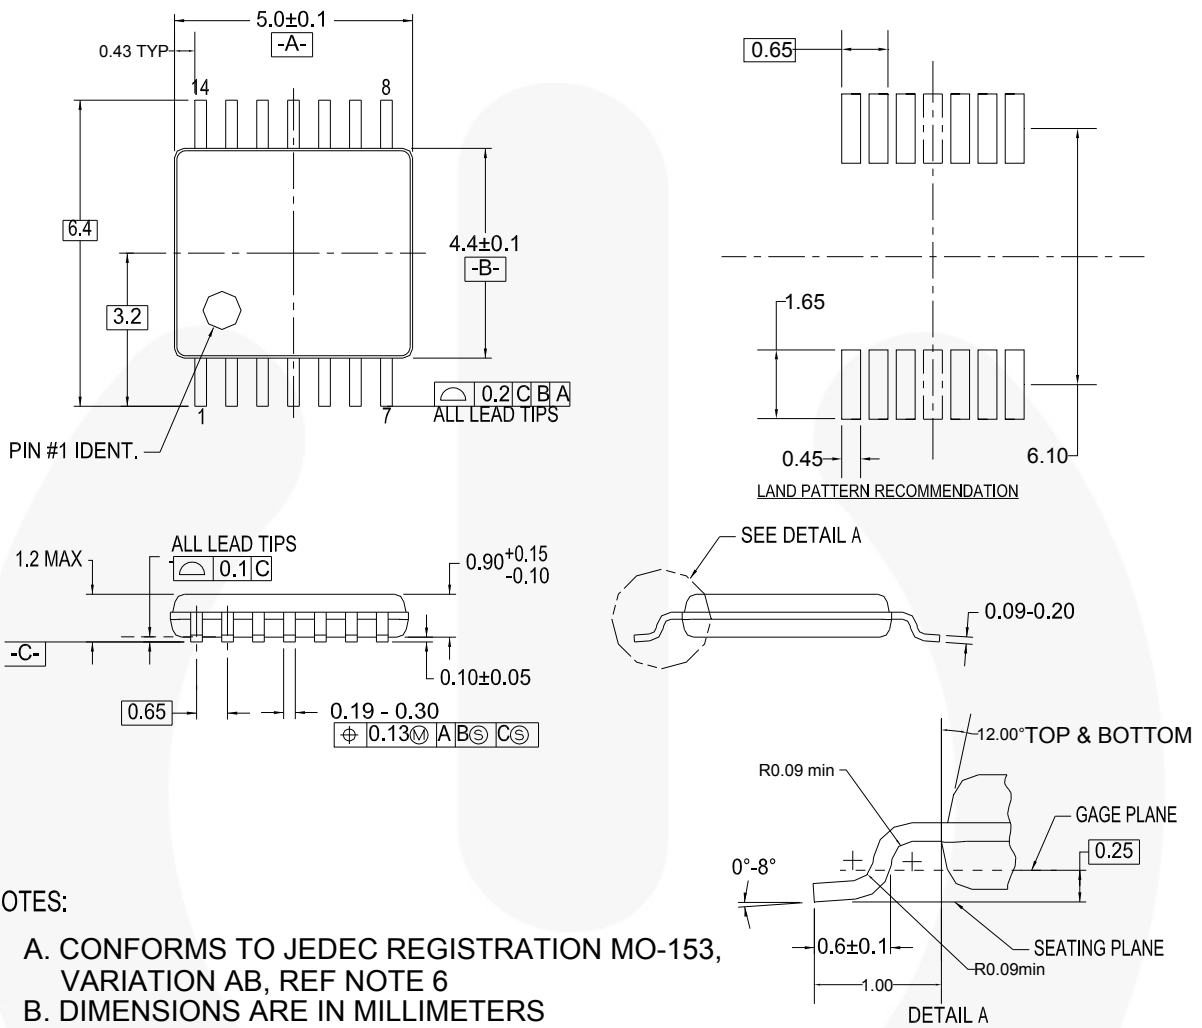 5.0±0.1
-A-
0.43 TYP
14
8
6.4
3.2
4.4±0.1
-B-
0.2 C B A
ALL LEAD TIPS
1
7
PIN #1 IDENT.
0.65
1.65
0.45
6.10
LAND PATTERN RECOMMENDATION
ALL LEAD TIPS
0.1 C
1.2 MAX
0.90 +0.15
-0.10
-C-
0.10±0.05
0.65
0.19 - 0.30
⌖ 0.13Ⓜ A BⓈ CⓈ
SEE DETAIL A
0.09-0.20
12.00° TOP & BOTTOM
R0.09 min
GAGE PLANE
0.25
0°-8°
0.6±0.1
SEATING PLANE
R0.09min
1.00
DETAIL A
OTES:
A. CONFORMS TO JEDEC REGISTRATION MO-153,
VARIATION AB, REF NOTE 6
B. DIMENSIONS ARE IN MILLIMETERS